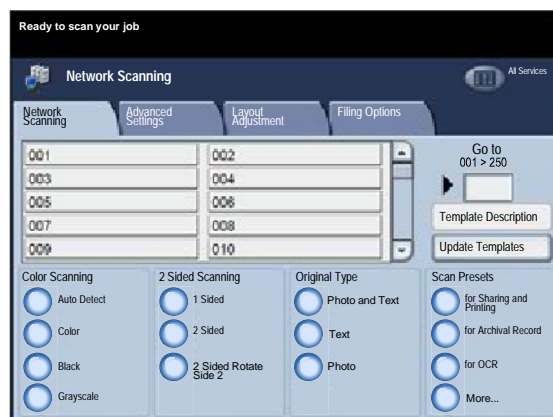 Ready to scan your job
Network Scanning
All Services
Network
Scanning
Advanced
Settings
Layout
Adjustment
Filing Options
001
002
003
004
005
006
007
008
009
010
Go to
001 > 250
Template Description
Update Templates
Color Scanning
Auto Detect
Color
Black
Grayscale
2 Sided Scanning
1 Sided
2 Sided
2 Sided Rotate
Side 2
Original Type
Photo and Text
Text
Photo
Scan Presets
for Sharing and
Printing
for Archival Record
for OCR
More...